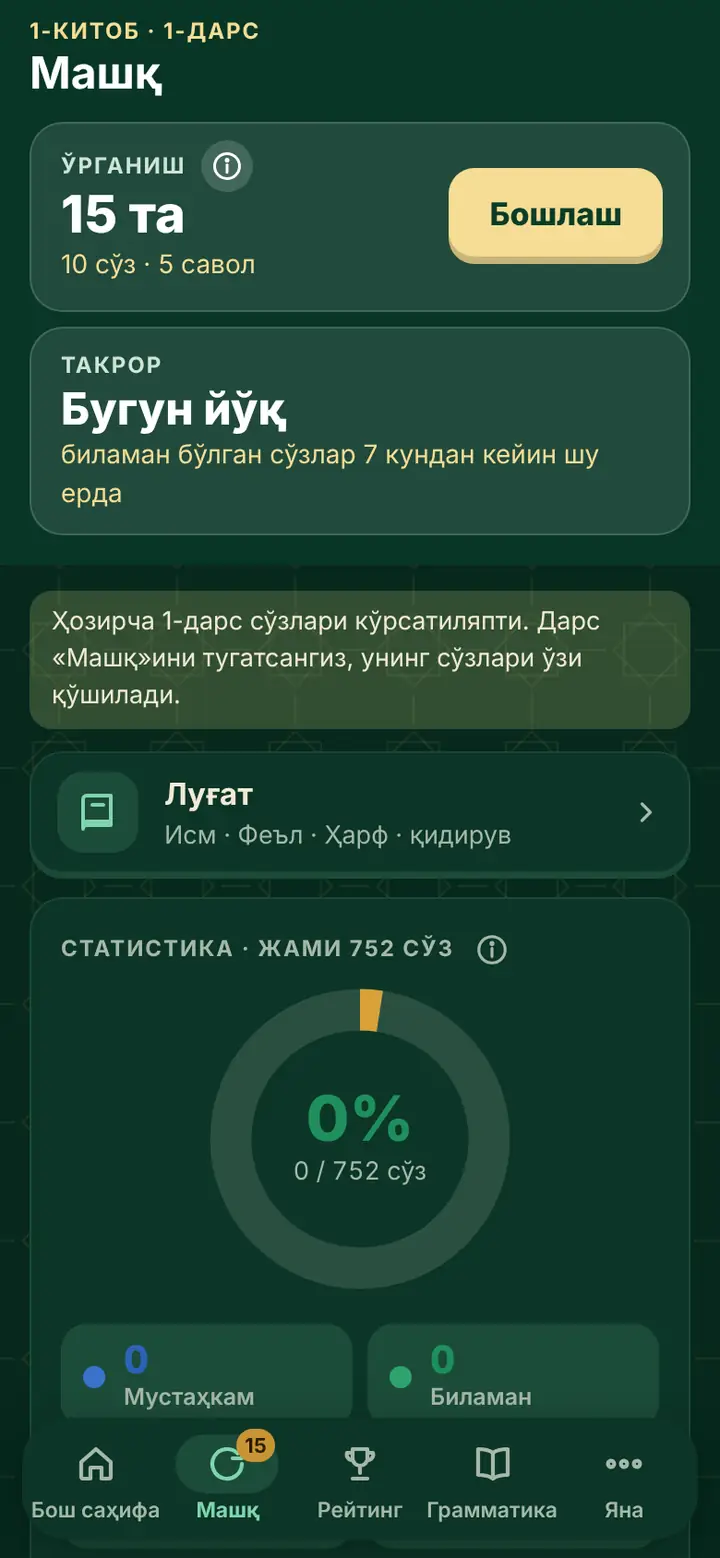 1-КИТОБ · 1-ДАРС
Машқ
ЎРГАНИШ
15 та
10 сўз · 5 савол
Бошлаш
ТАКРОР
Бугун йўқ
биламан бўлган сўзлар 7 кундан кейин шу
ерда
Ҳозирча 1-дарс сўзлари кўрсатиляпти. Дарс
«Машқ»ини тугатсангиз, унинг сўзлари ўзи
қўшилади.
Луғат
Исм · Феъл · Ҳарф · қидирув
СТАТИСТИКА · ЖАМИ 752 СЎЗ
0%
0 / 752 сўз
0
Мустаҳкам
0
Биламан
15
Бош саҳифа
Машқ
Рейтинг
Грамматика
Яна